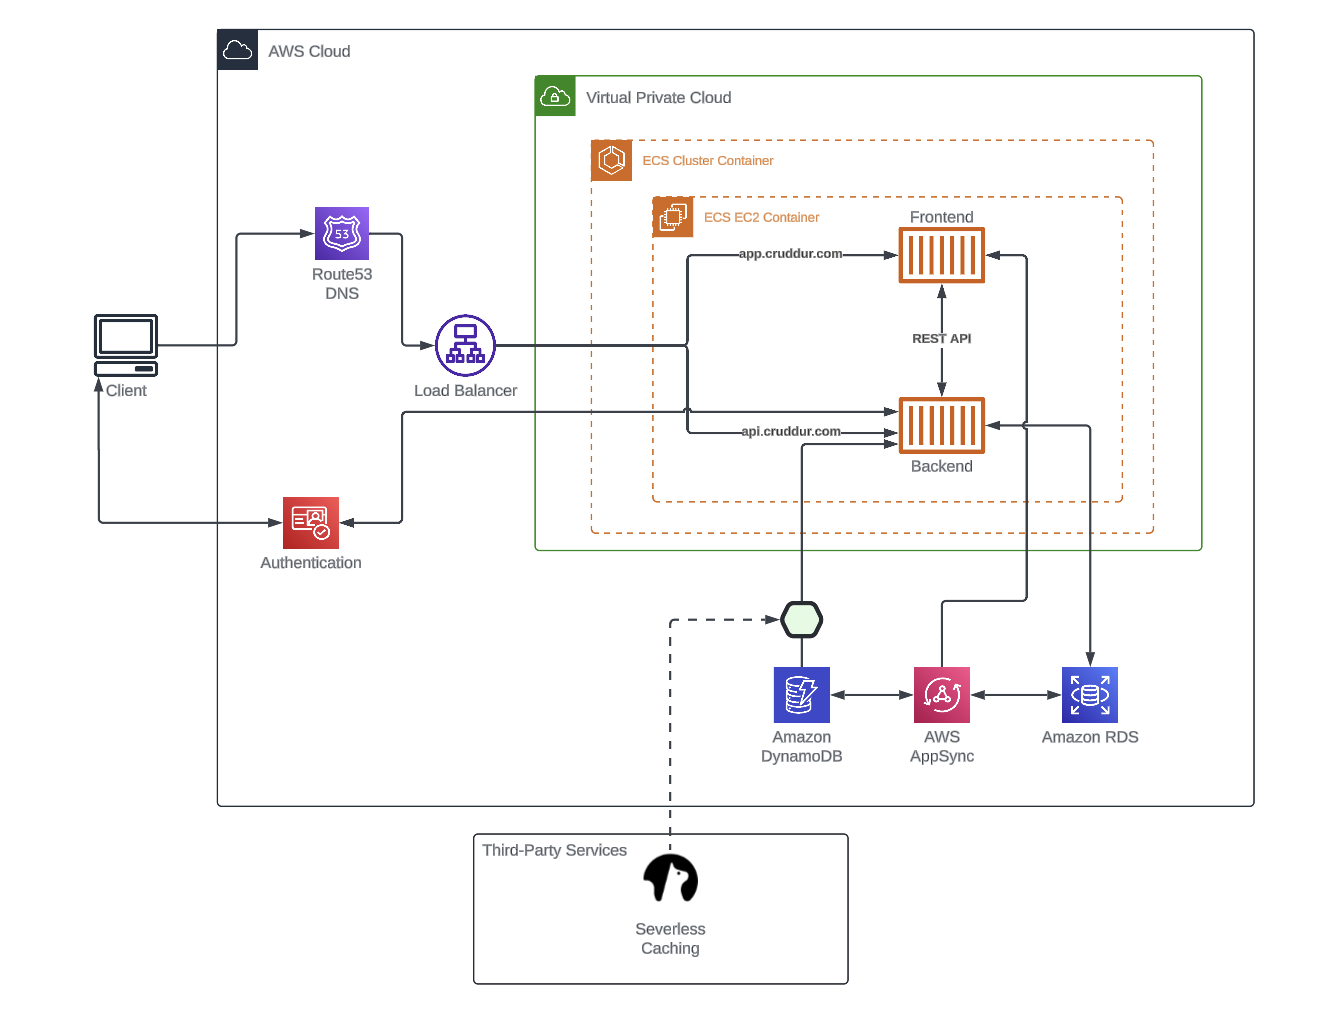 AWS Cloud
Virtual Private Cloud
ECS Cluster Container
ECS EC2 Container
Frontend
53
Route53
DNS
app.cruddur.com
REST API
Client
Load Balancer
api.cruddur.com
Backend
Authentication
Amazon
DynamoDB
AWS
AppSync
Amazon RDS
Third-Party Services
Severless
Caching